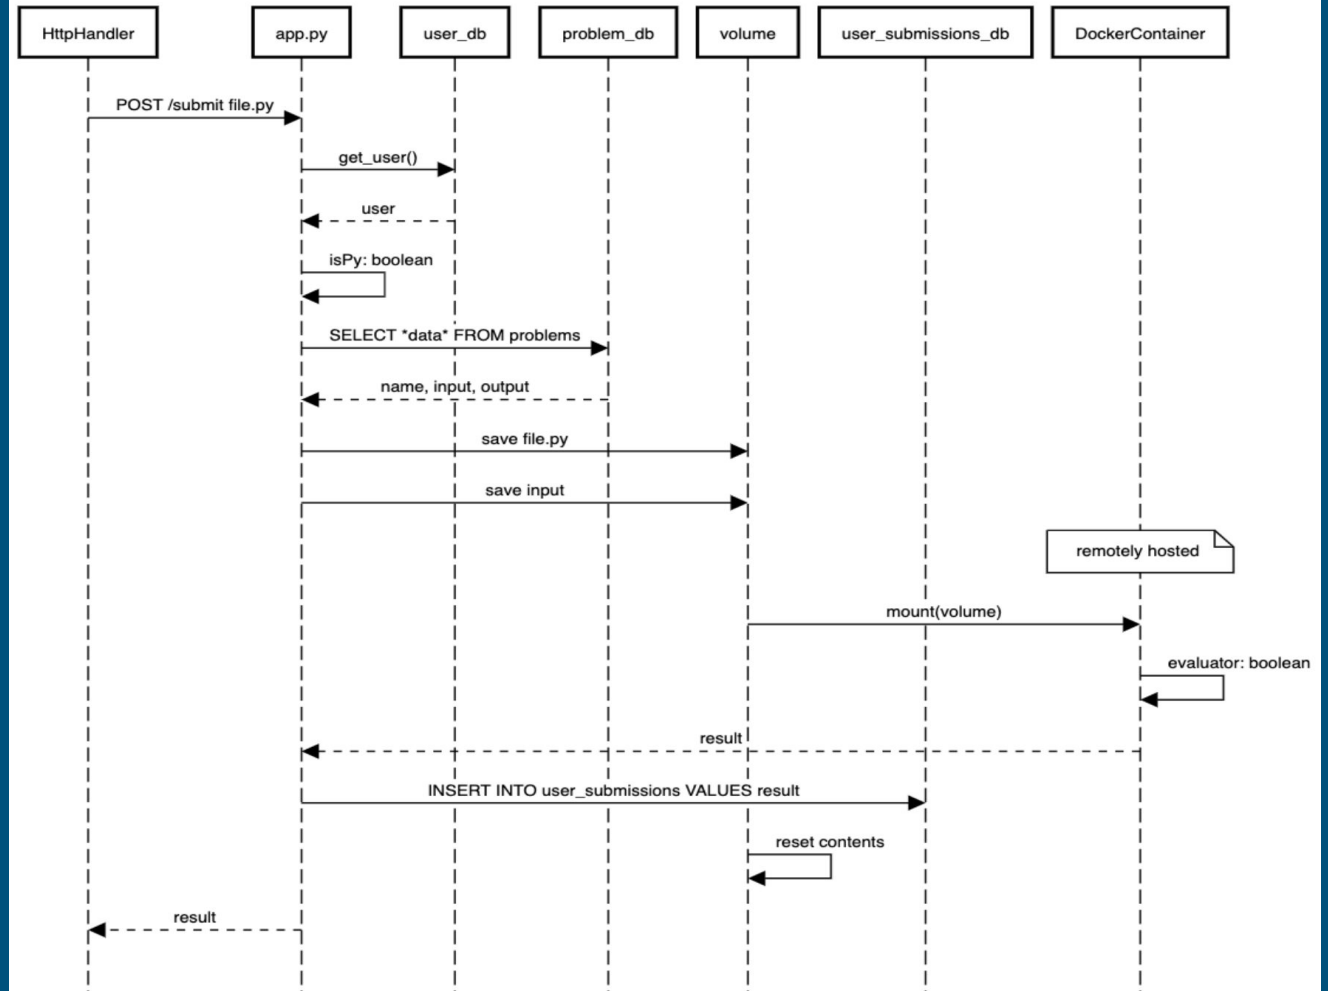 HttpHandler
app.py
user_db
problem_db
volume
user_submissions_db
DockerContainer
POST /submit file.py
get_user()
user
isPy: boolean
SELECT *data* FROM problems
name, input, output
save file.py
save input
remotely hosted
mount(volume)
evaluator: boolean
result
INSERT INTO user_submissions VALUES result
reset contents
result